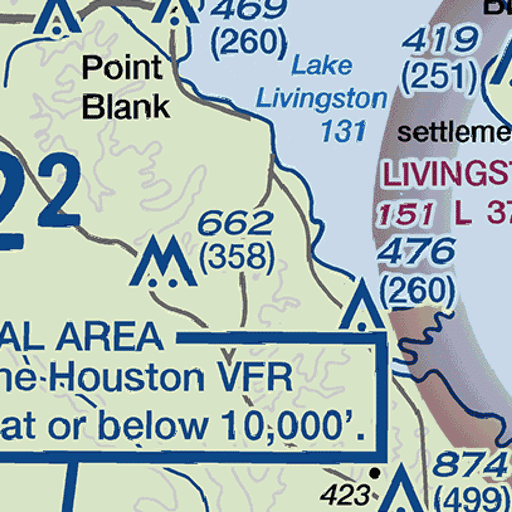 469
(260)
419
(251)
Point
Blank
Lake
Livingston
131
settleme
LIVINGST
151 L 37
22
662
(358)
476
(260)
AL AREA
he Houston VFR
at or below 10,000'.
874
(499)
423